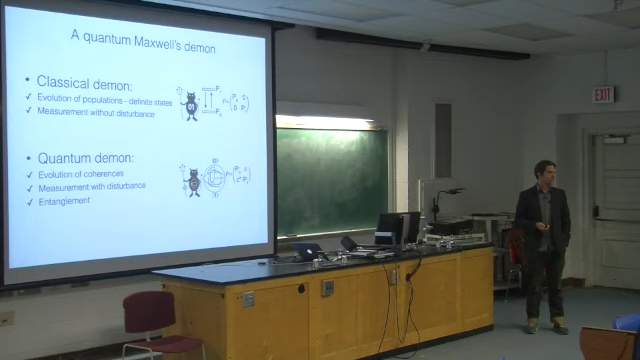 A quantum Maxwell's demon
• Classical demon:
✓ Evolution of populations - definite states
✓ Measurement without disturbance
• Quantum demon:
✓ Evolution of coherences
✓ Measurement with disturbance
✓ Entanglement
01
EXIT